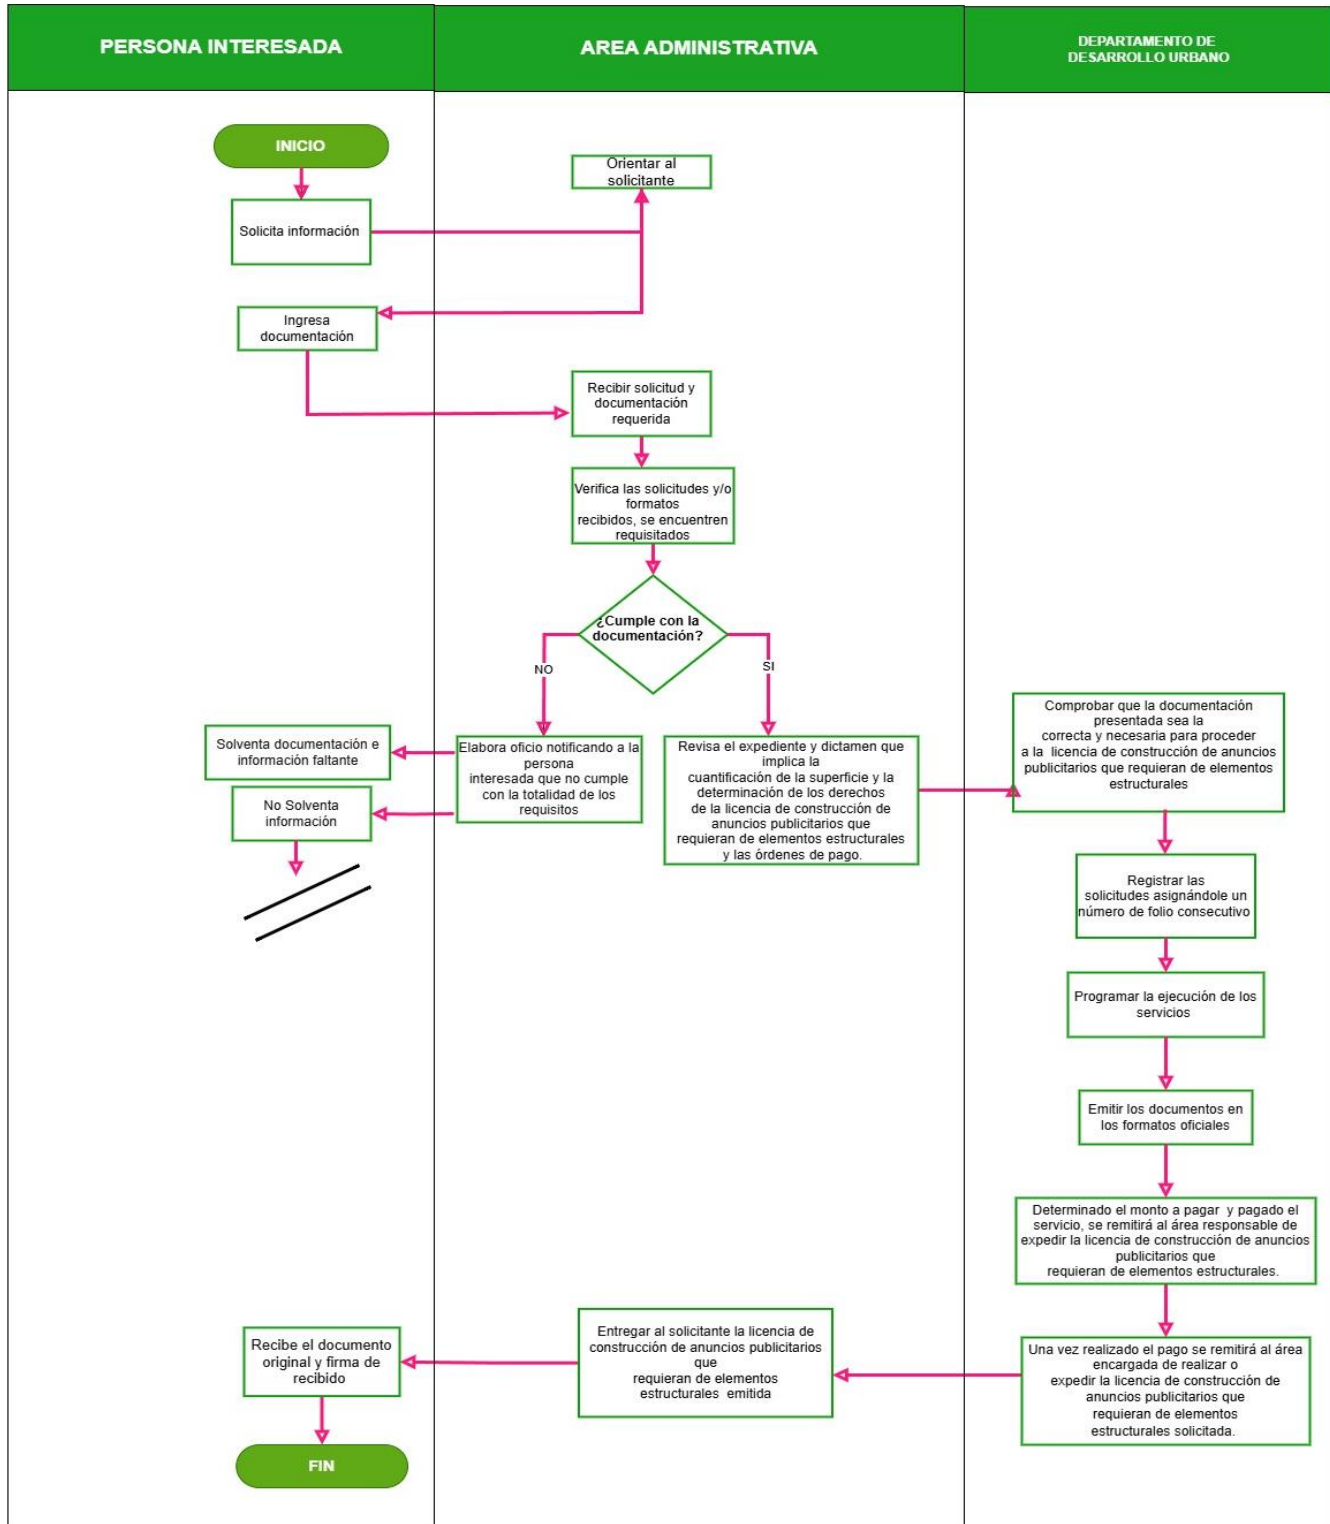 PERSONA INTERESADA
AREA ADMINISTRATIVA
DEPARTAMENTO DE
DESARROLLO URBANO
INICIO
Orientar al
solicitante
Solicita información
Ingresa
documentación
Recibir solicitud y
documentación
requerida
Verifica las solicitudes y/o
formatos
recibidos, se encuentren
requisitados
¿Cumple con la
documentación?
NO
SI
Solventa documentación e
información faltante
No Solventa
información
Elabora oficio notificando a la
persona
interesada que no cumple
con la totalidad de los
requisitos
Revisa el expediente y dictamen que
implica la
cuantificación de la superficie y la
determinación de los derechos
de la licencia de construcción de
anuncios publicitarios que
requieran de elementos estructurales
y las órdenes de pago.
Comprobar que la documentación
presentada sea la
correcta y necesaria para proceder
a la licencia de construcción de anuncios
publicitarios que requieran de elementos
estructurales
Registrar las
solicitudes asignándole un
número de folio consecutivo
Programar la ejecución de los
servicios
Emitir los documentos en
los formatos oficiales
Determinado el monto a pagar y pagado el
servicio, se remitirá al área responsable de
expedir la licencia de construcción de anuncios
publicitarios que
requieran de elementos estructurales.
Una vez realizado el pago se remitirá al área
encargada de realizar o
expedir la licencia de construcción de
anuncios publicitarios que
requieran de elementos
estructurales solicitada.
Entregar al solicitante la licencia de
construcción de anuncios publicitarios
que
requieran de elementos
estructurales emitida
Recibe el documento
original y firma de
recibido
FIN